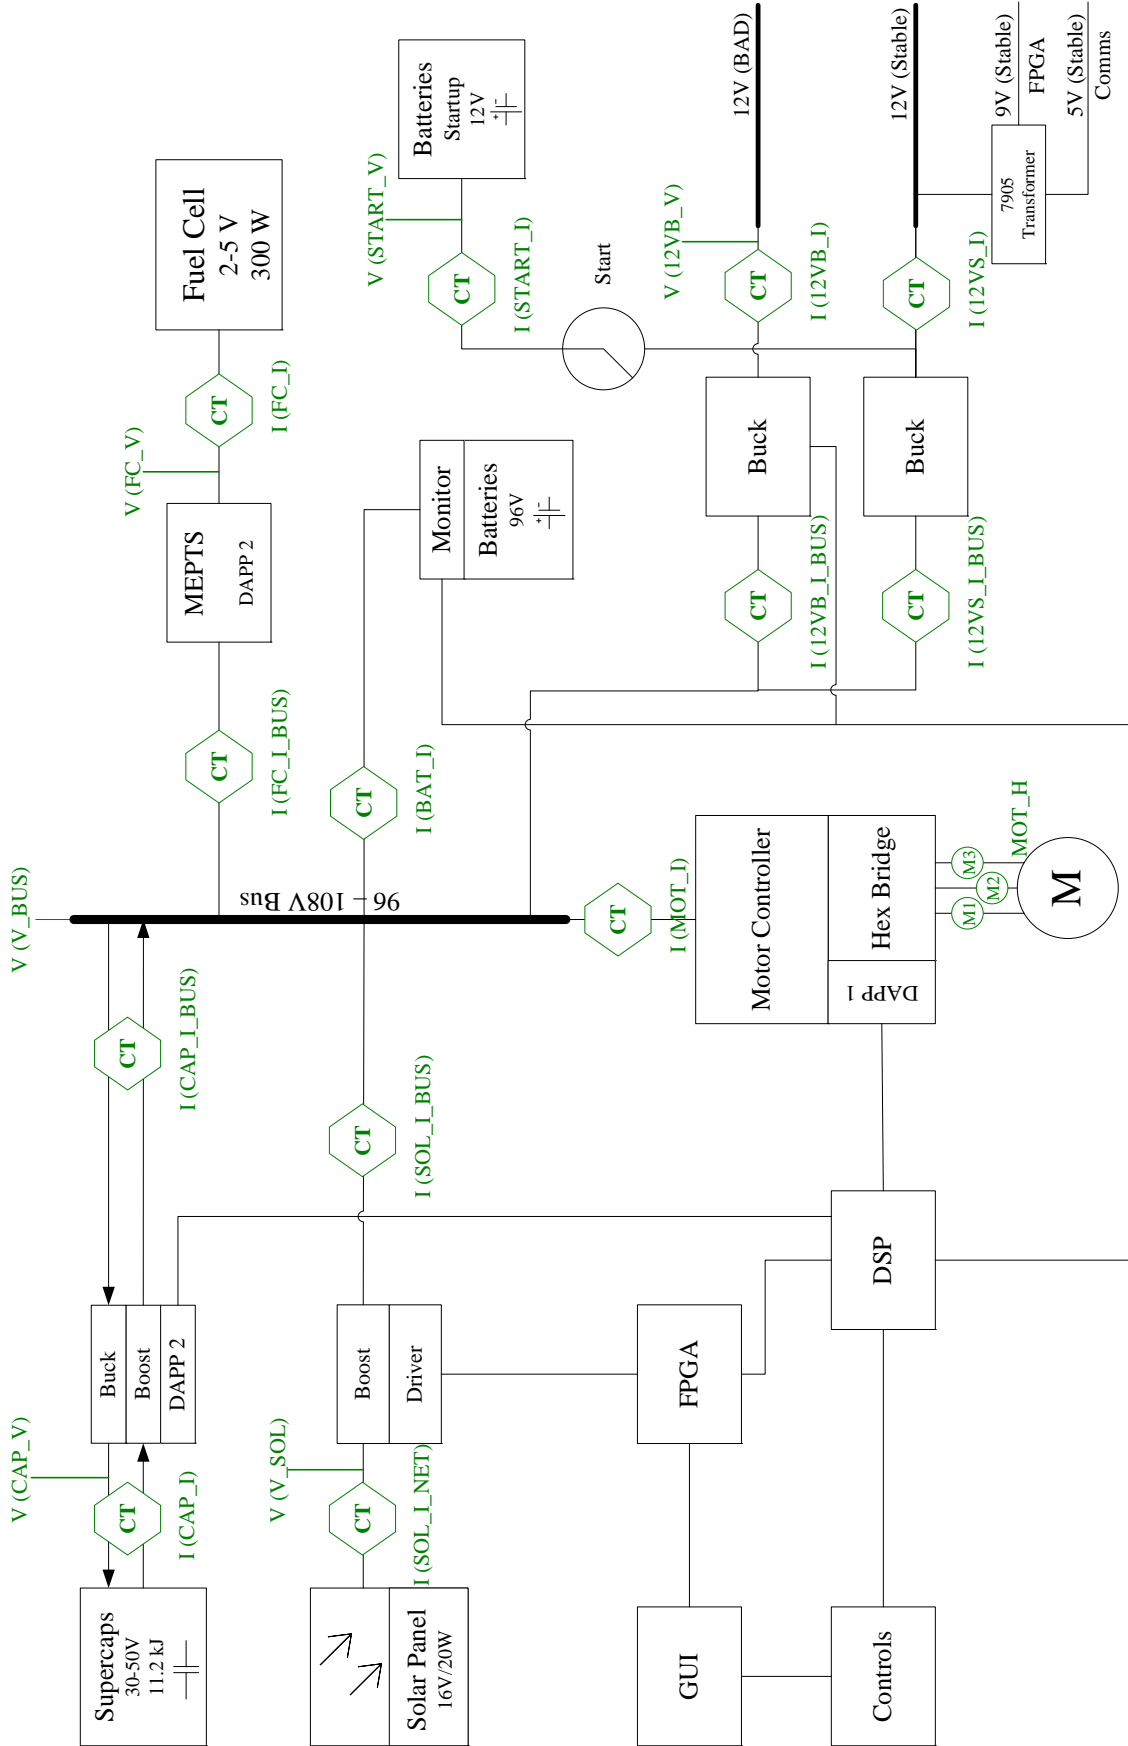 Supercaps
30-50V
11.2 kJ
V (CAP_V)
CT
I (CAP_I)
Buck
Boost
DAPP 2
CT
I (CAP_I_BUS)
V (V_BUS)
96 – 108V Bus
CT
I (FC_I_BUS)
MEPTS
DAPP 2
V (FC_V)
CT
I (FC_I)
Fuel Cell
2-5 V
300 W
Solar Panel
16V/20W
V (V_SOL)
CT
I (SOL_I_NET)
Boost
Driver
CT
I (SOL_I_BUS)
CT
I (BAT_I)
Monitor
Batteries
96V
+
-
V (START_V)
CT
I (START_I)
Batteries
Startup
12V
+
-
Start
GUI
FPGA
Controls
DSP
CT
I (MOT_I)
Motor Controller
DAPP 1
Hex Bridge
M1
M2
M3
MOT_H
M
CT
I (12VB_I_BUS)
Buck
V (12VB_V)
CT
I (12VB_I)
12V (BAD)
CT
I (12VS_I_BUS)
Buck
CT
I (12VS_I)
12V (Stable)
7905
Transformer
9V (Stable)
FPGA
5V (Stable)
Comms